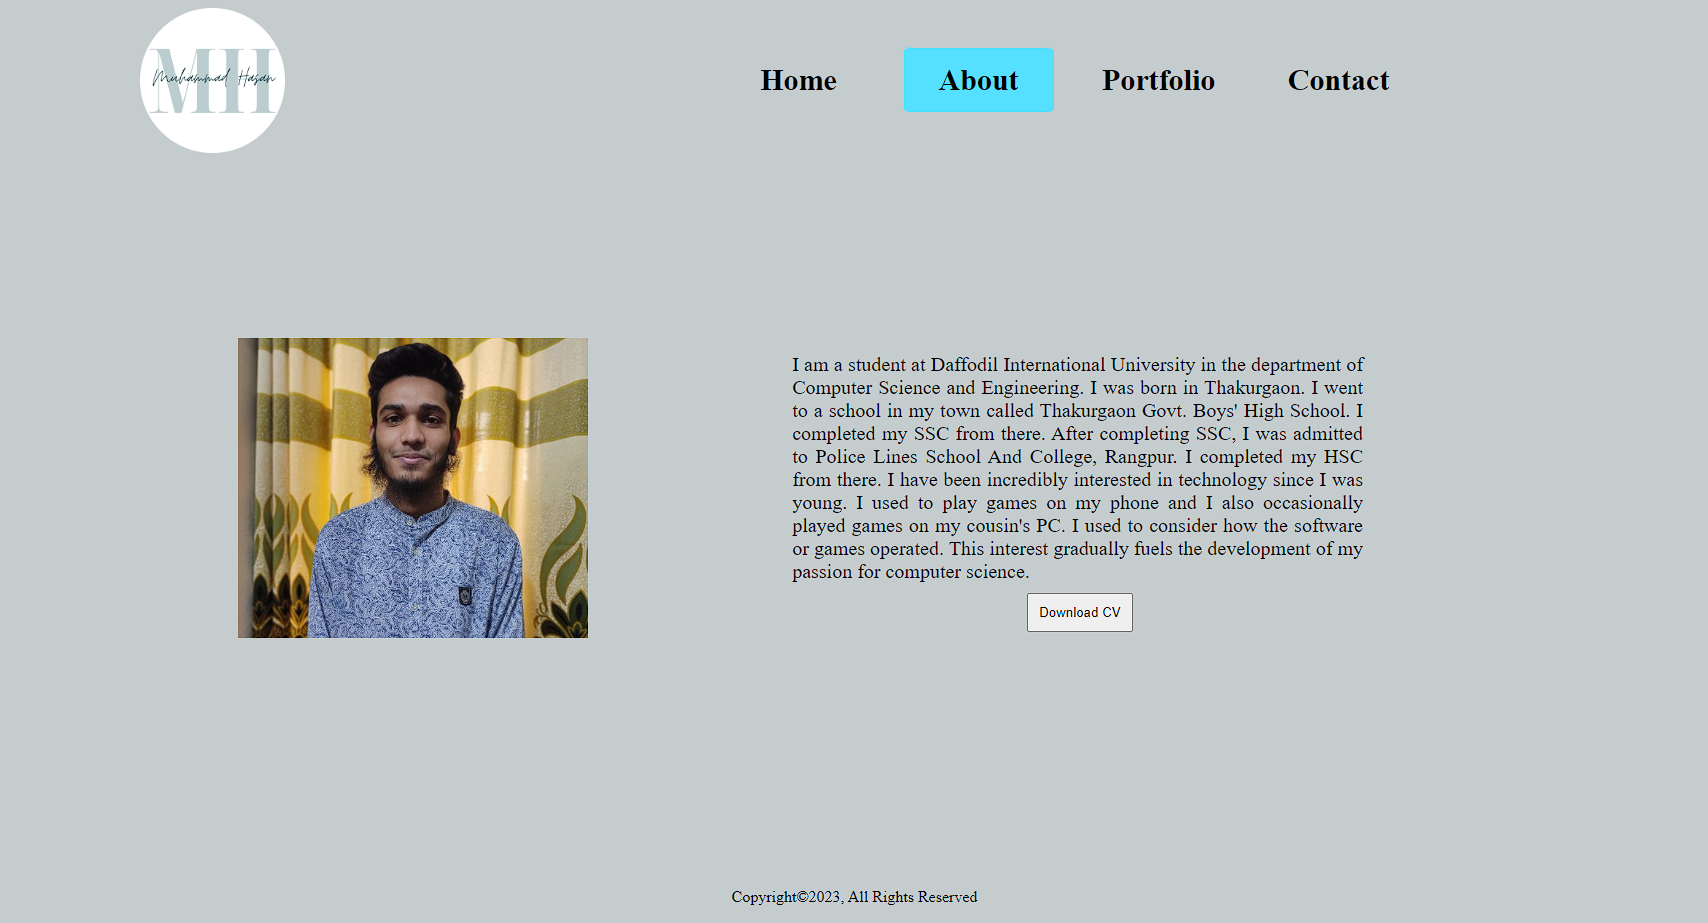 MH
Muhammad Hasan
Home About Portfolio Contact
I am a student at Daffodil International University in the department of
Computer Science and Engineering. I was born in Thakurgaon. I went
to a school in my town called Thakurgaon Govt. Boys' High School. I
completed my SSC from there. After completing SSC, I was admitted
to Police Lines School And College, Rangpur. I completed my HSC
from there. I have been incredibly interested in technology since I was
young. I used to play games on my phone and I also occasionally
played games on my cousin's PC. I used to consider how the software
or games operated. This interest gradually fuels the development of my
passion for computer science.
Download CV
Copyright©2023, All Rights Reserved